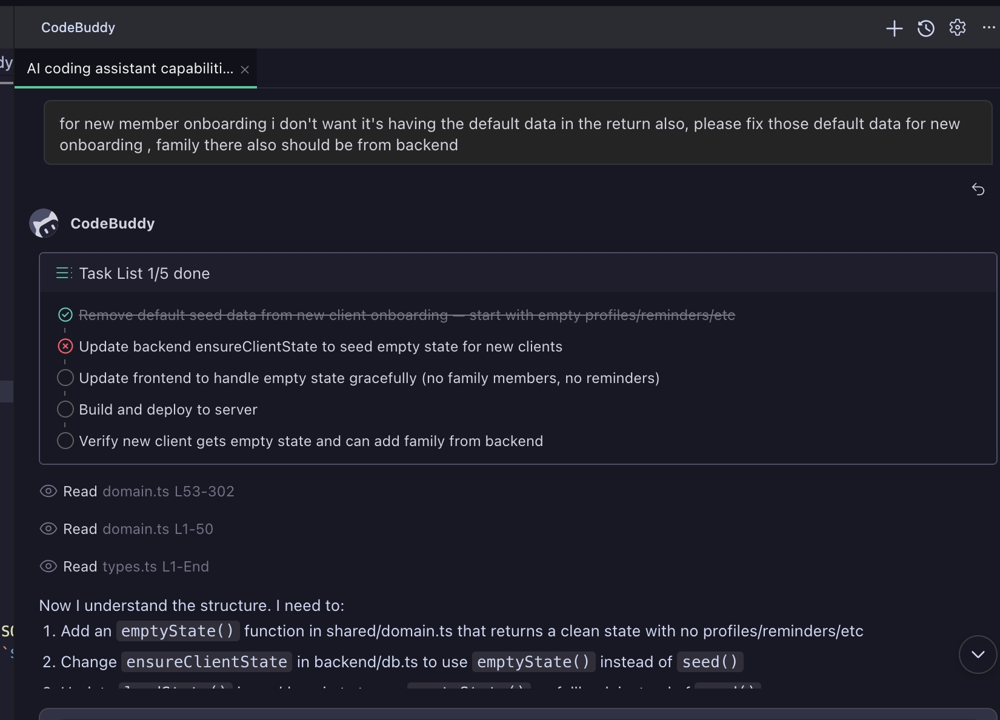 CodeBuddy
dy
AI coding assistant capabiliti...
for new member onboarding i don't want it's having the default data in the return also, please fix those default data for new
onboarding , family there also should be from backend
CodeBuddy
Task List 1/5 done
Remove default seed data from new client onboarding — start with empty profiles/reminders/etc
Update backend ensureClientState to seed empty state for new clients
Update frontend to handle empty state gracefully (no family members, no reminders)
Build and deploy to server
Verify new client gets empty state and can add family from backend
Read domain.ts L53-302
Read domain.ts L1-50
Read types.ts L1-End
Now I understand the structure. I need to:
1. Add an emptyState() function in shared/domain.ts that returns a clean state with no profiles/reminders/etc
2. Change ensureClientState in backend/db.ts to use emptyState() instead of seed()